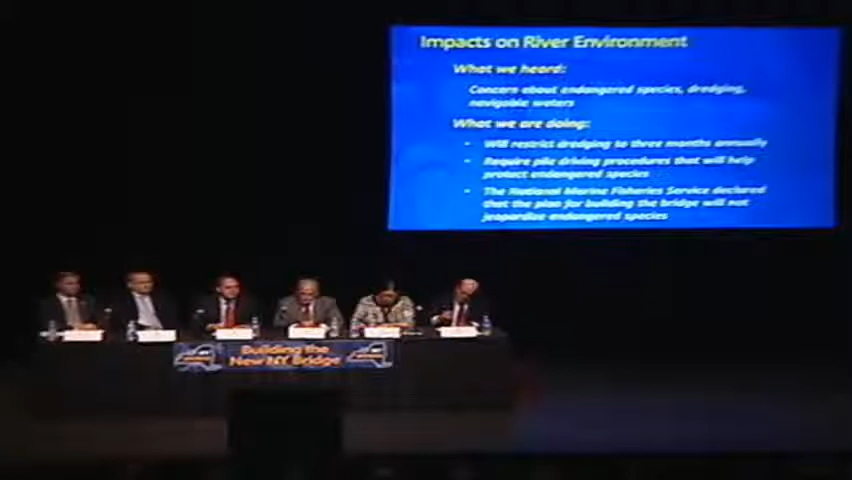 Impacts on River Environment
What we heard:
Concern about endangered species, dredging,
navigable waters
What we are doing:
• Will restrict dredging to three months annually
• Require pile driving procedures that will help
protect endangered species
• The National Marine Fisheries Service declared
that the plan for building the bridge will not
jeopardize endangered species
Building the
New NY Bridge